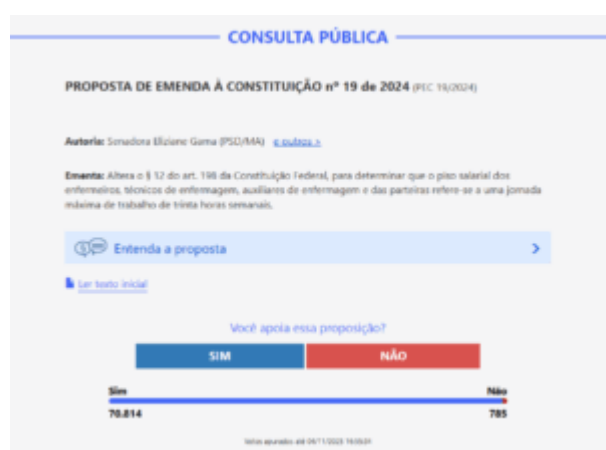 CONSULTA PÚBLICA
PROPOSTA DE EMENDA À CONSTITUIÇÃO nº 19 de 2024 (PEC 19/2024)
Autoria: Senadora Eliziane Gama (PSD/MA) e outros >
Ementa: Altera o § 12 do art. 198 da Constituição Federal, para determinar que o piso salarial dos
enfermeiros, técnicos de enfermagem, auxiliares de enfermagem e das parteiras refere-se a uma jornada
máxima de trabalho de trinta horas semanais.
Entenda a proposta
Ler texto inicial
Você apoia essa proposição?
SIM NÃO
Sim Não
70.814 785
Votos apurados até